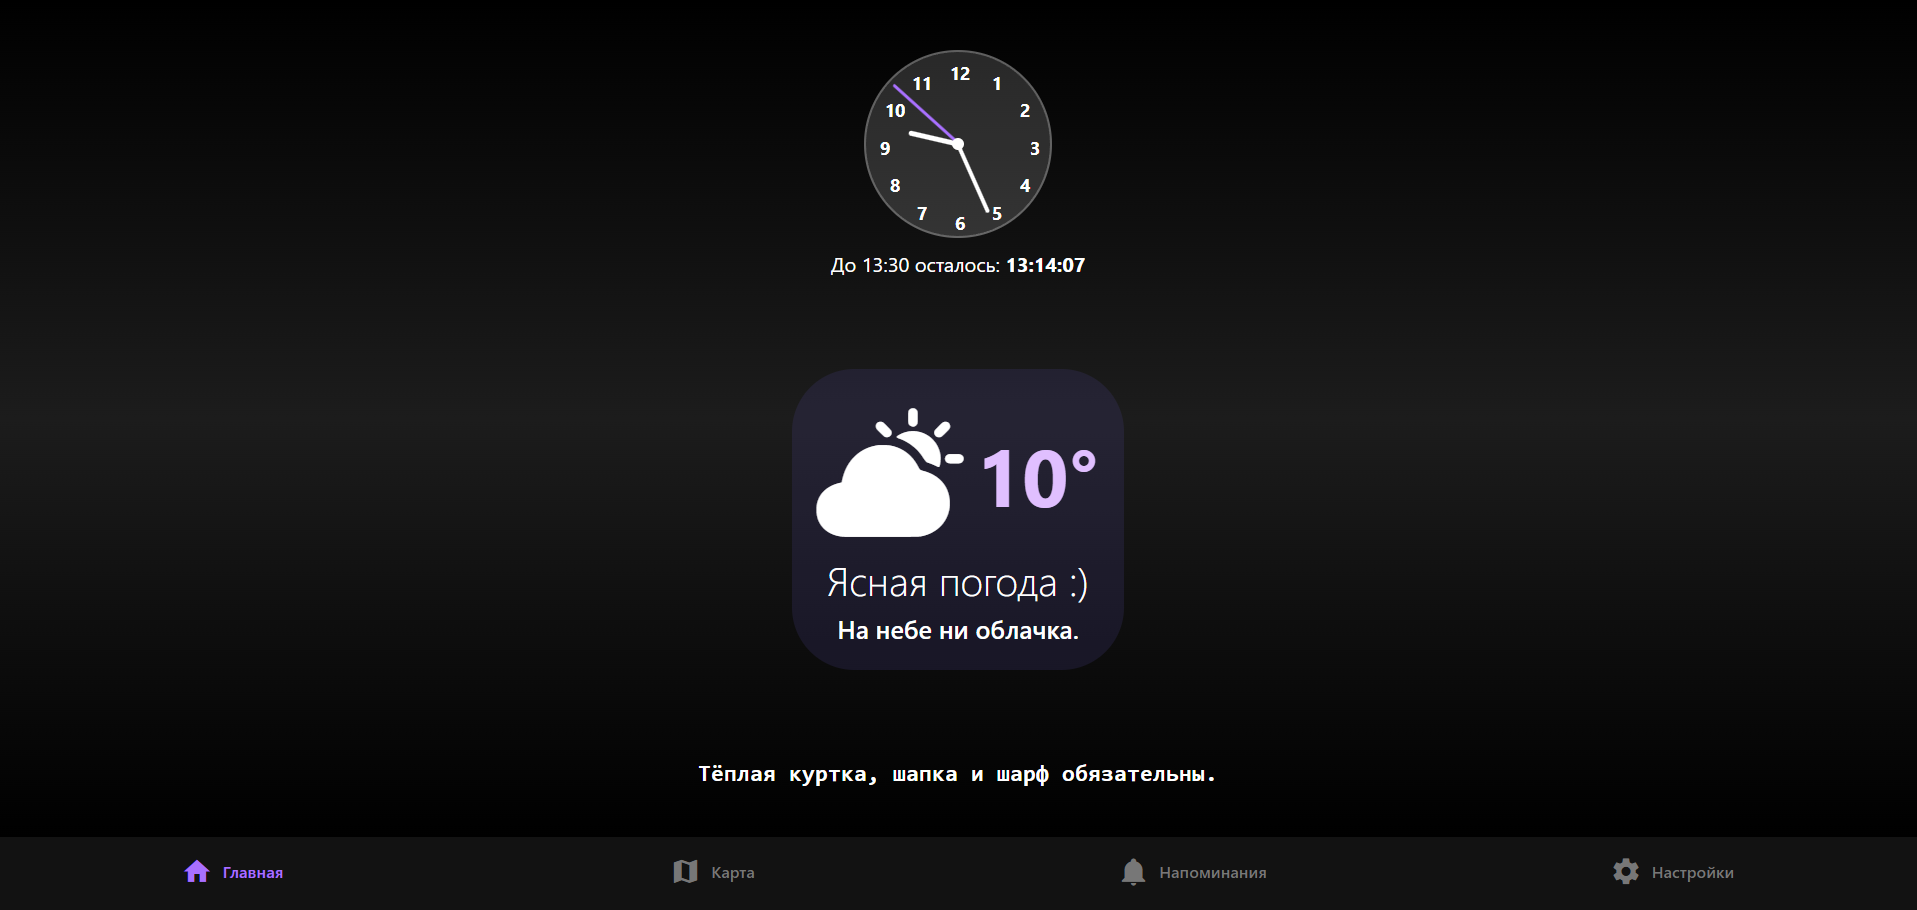 12
11 1
10 2
9 3
8 4
7 5
6
До 13:30 осталось: 13:14:07
10°
Ясная погода :)
На небе ни облачка.
Тёплая куртка, шапка и шарф обязательны.
Главная Карта Напоминания Настройки